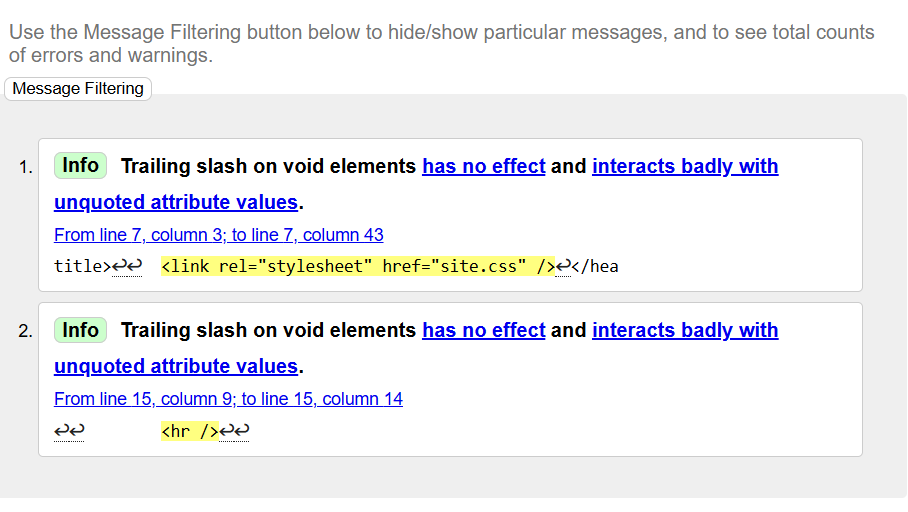 Use the Message Filtering button below to hide/show particular messages, and to see total counts
of errors and warnings.
Message Filtering
1. Info Trailing slash on void elements has no effect and interacts badly with
unquoted attribute values.
From line 7, column 3; to line 7, column 43
title>↩↩  <link rel="stylesheet" href="site.css" />↩</hea
2. Info Trailing slash on void elements has no effect and interacts badly with
unquoted attribute values.
From line 15, column 9; to line 15, column 14
↩↩        <hr />↩↩